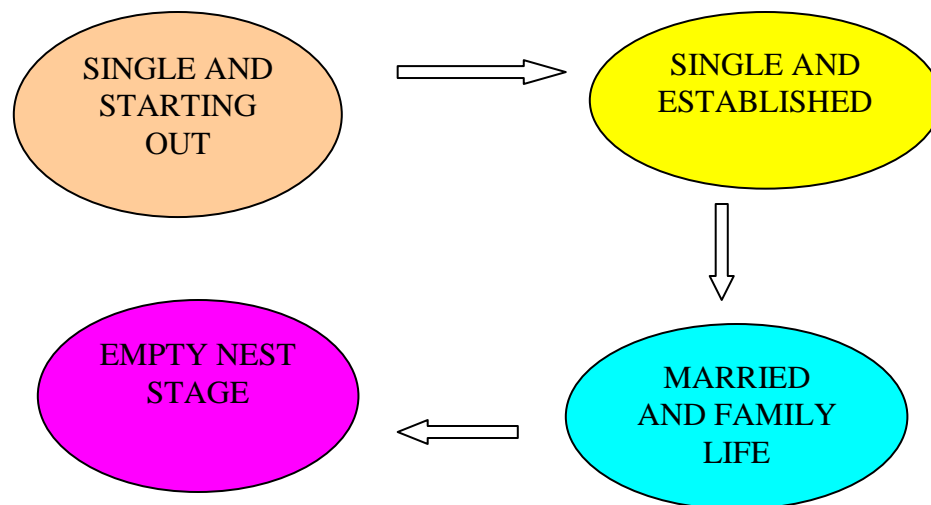 SINGLE AND
STARTING
OUT
SINGLE AND
ESTABLISHED
MARRIED
AND FAMILY
LIFE
EMPTY NEST
STAGE